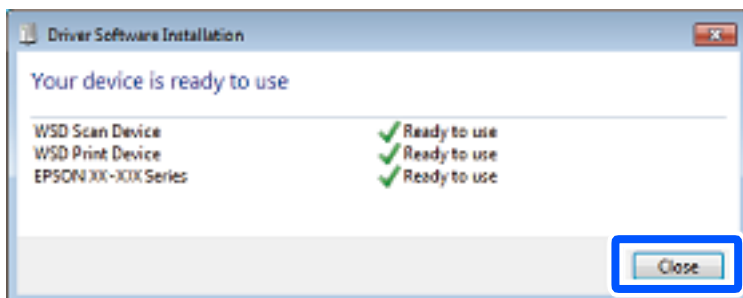 Driver Software Installation
Your device is ready to use
WSD Scan Device Ready to use
WSD Print Device Ready to use
EPSON XX-XXX Series Ready to use
Close